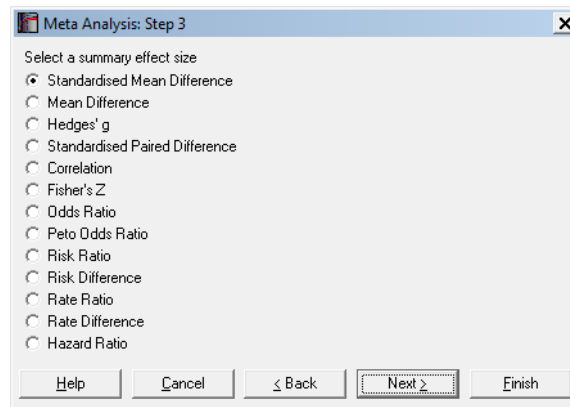 Meta Analysis: Step 3
Select a summary effect size
Standardised Mean Difference
Mean Difference
Hedges' g
Standardised Paired Difference
Correlation
Fisher's Z
Odds Ratio
Peto Odds Ratio
Risk Ratio
Risk Difference
Rate Ratio
Rate Difference
Hazard Ratio
Help Cancel < Back Next > Finish